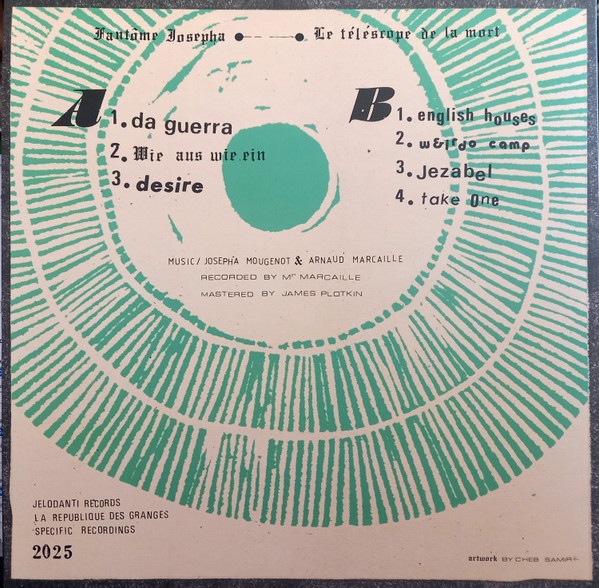 Fantôme Josepha Le téléscope de la mort
A
1. da guerra
2. Wie aus wie ein
3. desire
B
1. english houses
2. weirdo camp
3. Jezabel
4. take One
MUSIC/ JOSEPHA MOUGENOT & ARNAUD MARCAILLE
RECORDED BY Mr MARCAILLE
MASTERED BY JAMES PLOTKIN
JELODANTI RECORDS
LA REPUBLIQUE DES GRANGES
SPECIFIC RECORDINGS
2025
artwork BY CHEB SAMIR